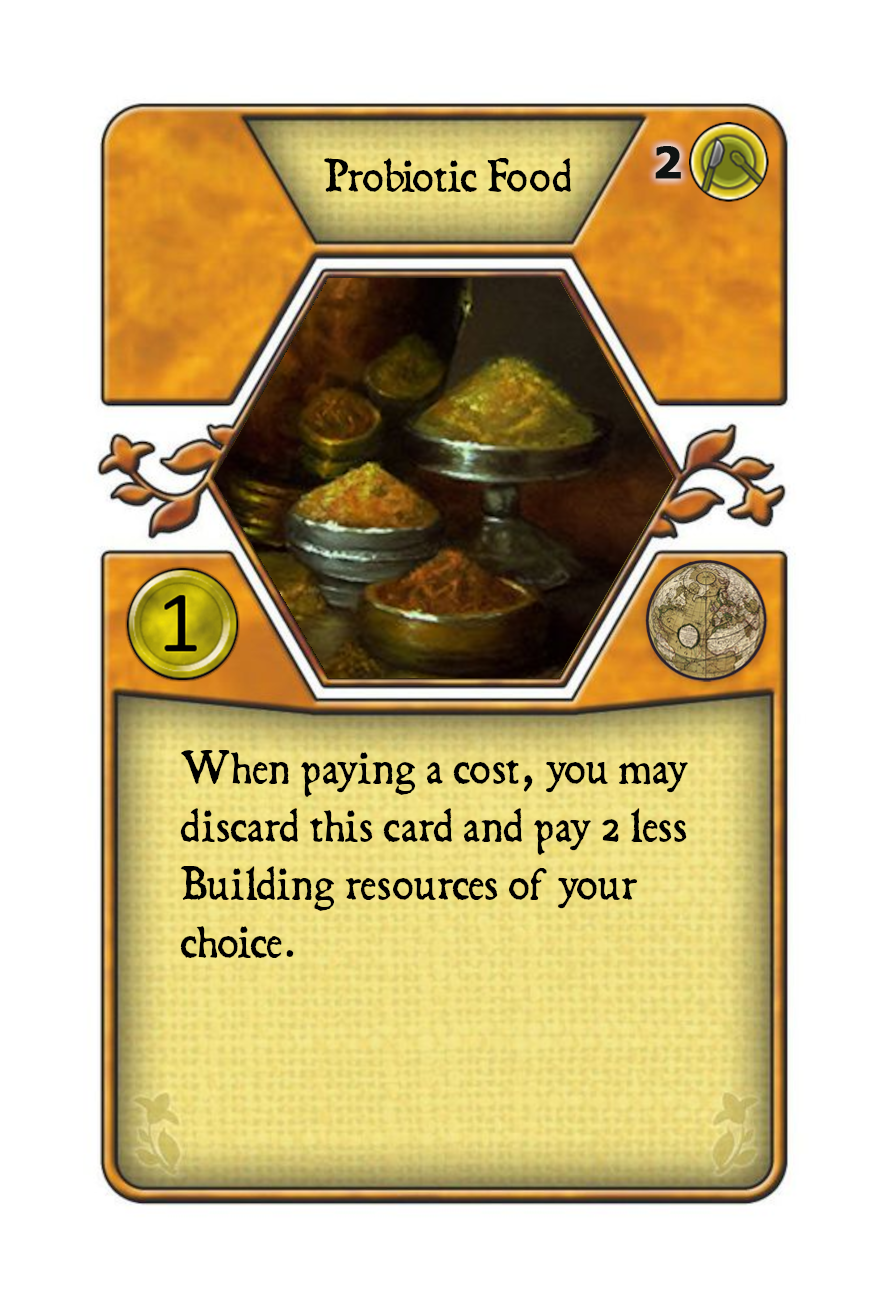 Probiotic Food
2
1
When paying a cost, you may
discard this card and pay 2 less
Building resources of your
choice.